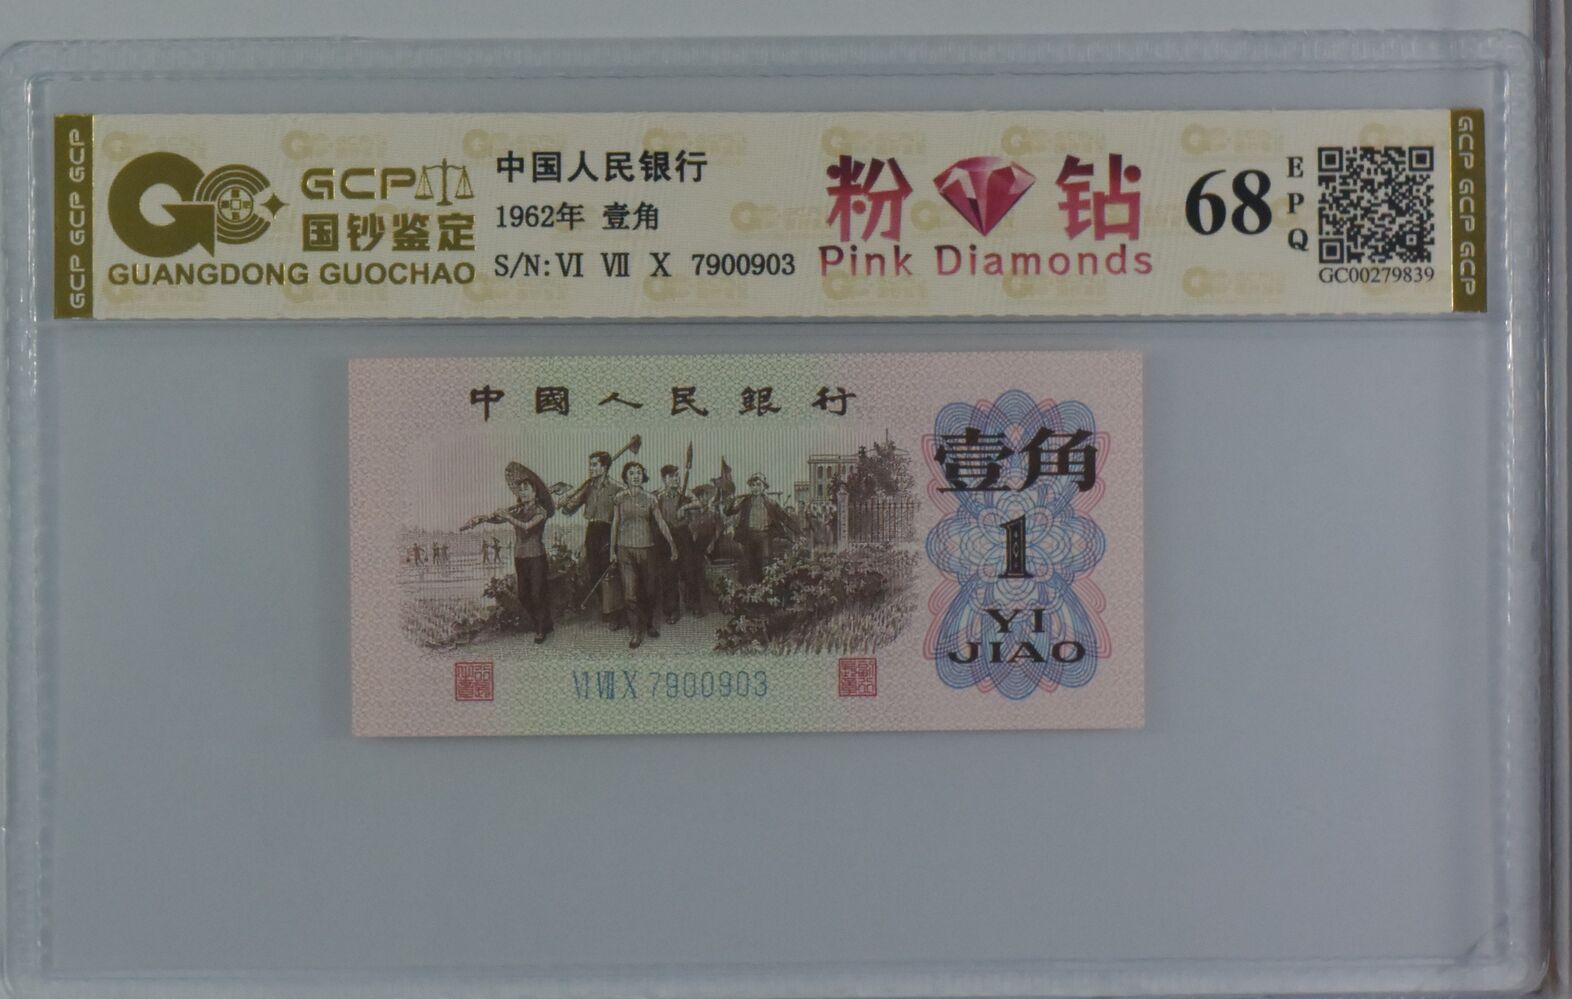 GCP GCP GCP
GCP
国钞鉴定
GUANGDONG GUOCHAO
中国人民银行
1962年 壹角
S/N: VI VII X 7900903
粉 钻
Pink Diamonds
68
EPQ
GC00279839
GCP GCP GCP
中國人民銀行
壹角
1
YI
JIAO
VI VII X 7900903